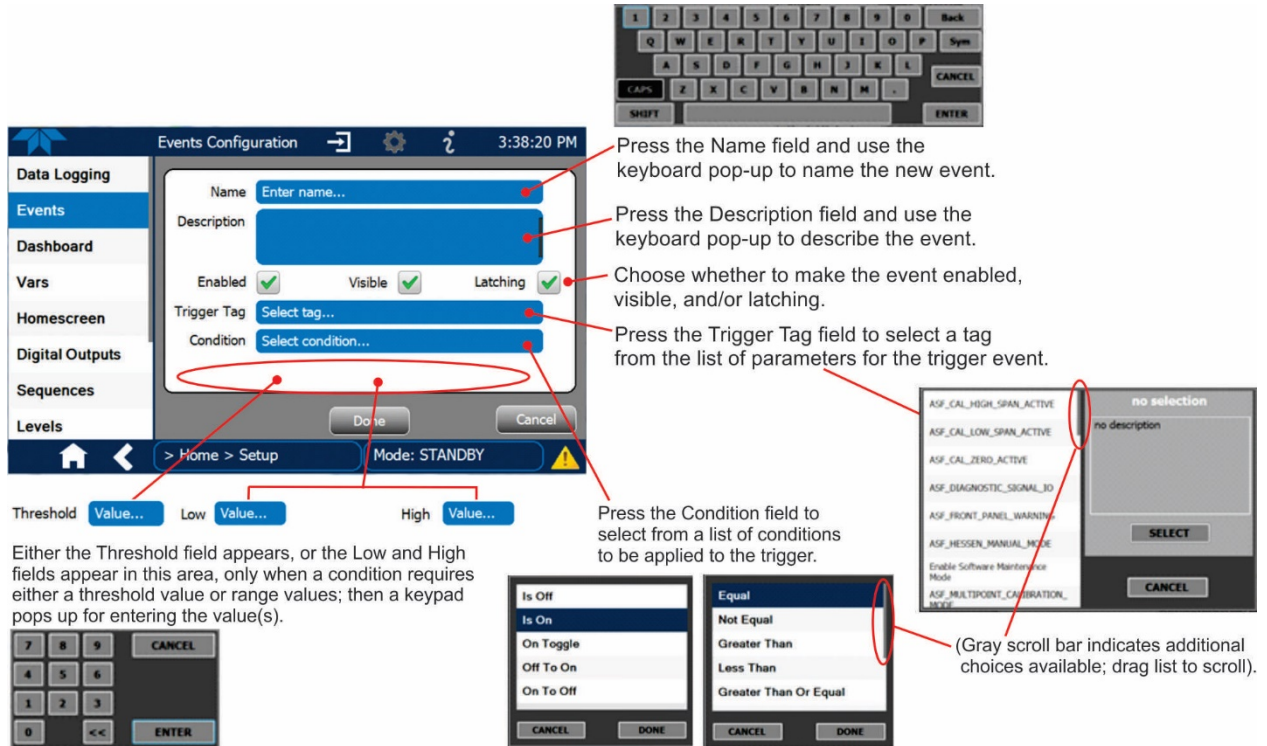 1 2 3 4 5 6 7 8 9 0 Back
Q W E R T Y U I O P Sym
A S D F G H J K L
CANCEL
CAPS Z X C V B N M .
SHIFT ENTER
Events Configuration 3:38:20 PM
Data Logging
Events
Dashboard
Vars
Homescreen
Digital Outputs
Sequences
Levels
Name Enter name...
Description
Enabled Visible Latching
Trigger Tag Select tag...
Condition Select condition...
Done Cancel
> Home > Setup Mode: STANDBY
Press the Name field and use the
keyboard pop-up to name the new event.
Press the Description field and use the
keyboard pop-up to describe the event.
Choose whether to make the event enabled,
visible, and/or latching.
Press the Trigger Tag field to select a tag
from the list of parameters for the trigger event.
ASF_CAL_HIGH_SPAN_ACTIVE
ASF_CAL_LOW_SPAN_ACTIVE
ASF_CAL_ZERO_ACTIVE
ASF_DIAGNOSTIC_SIGNAL_IO
ASF_FRONT_PANEL_WARNING
ASF_HESSEN_MANUAL_MODE
Enable Software Maintenance
Mode
ASF_MULTIPOINT_CALIBRATION_
MODE
no selection
no description
SELECT
CANCEL
Threshold Value... Low Value... High Value...
Either the Threshold field appears, or the Low and High
fields appear in this area, only when a condition requires
either a threshold value or range values; then a keypad
pops up for entering the value(s).
7 8 9 CANCEL
4 5 6
1 2 3
0 << ENTER
Press the Condition field to
select from a list of conditions
to be applied to the trigger.
Is Off
Is On
On Toggle
Off To On
On To Off
CANCEL DONE
Equal
Not Equal
Greater Than
Less Than
Greater Than Or Equal
CANCEL DONE
(Gray scroll bar indicates additional
choices available; drag list to scroll).